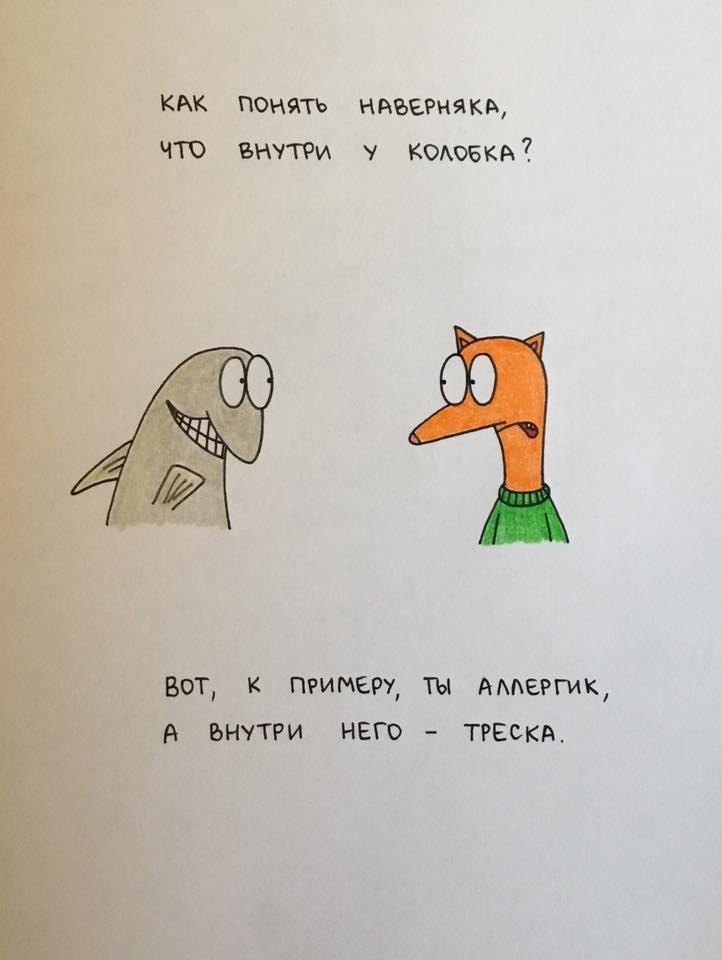 КАК ПОНЯТЬ НАВЕРНЯКА,
ЧТО ВНУТРИ У КОЛОБКА?
ВОТ, К ПРИМЕРУ, ТЫ АЛЛЕРГИК,
А ВНУТРИ НЕГО – ТРЕСКА.